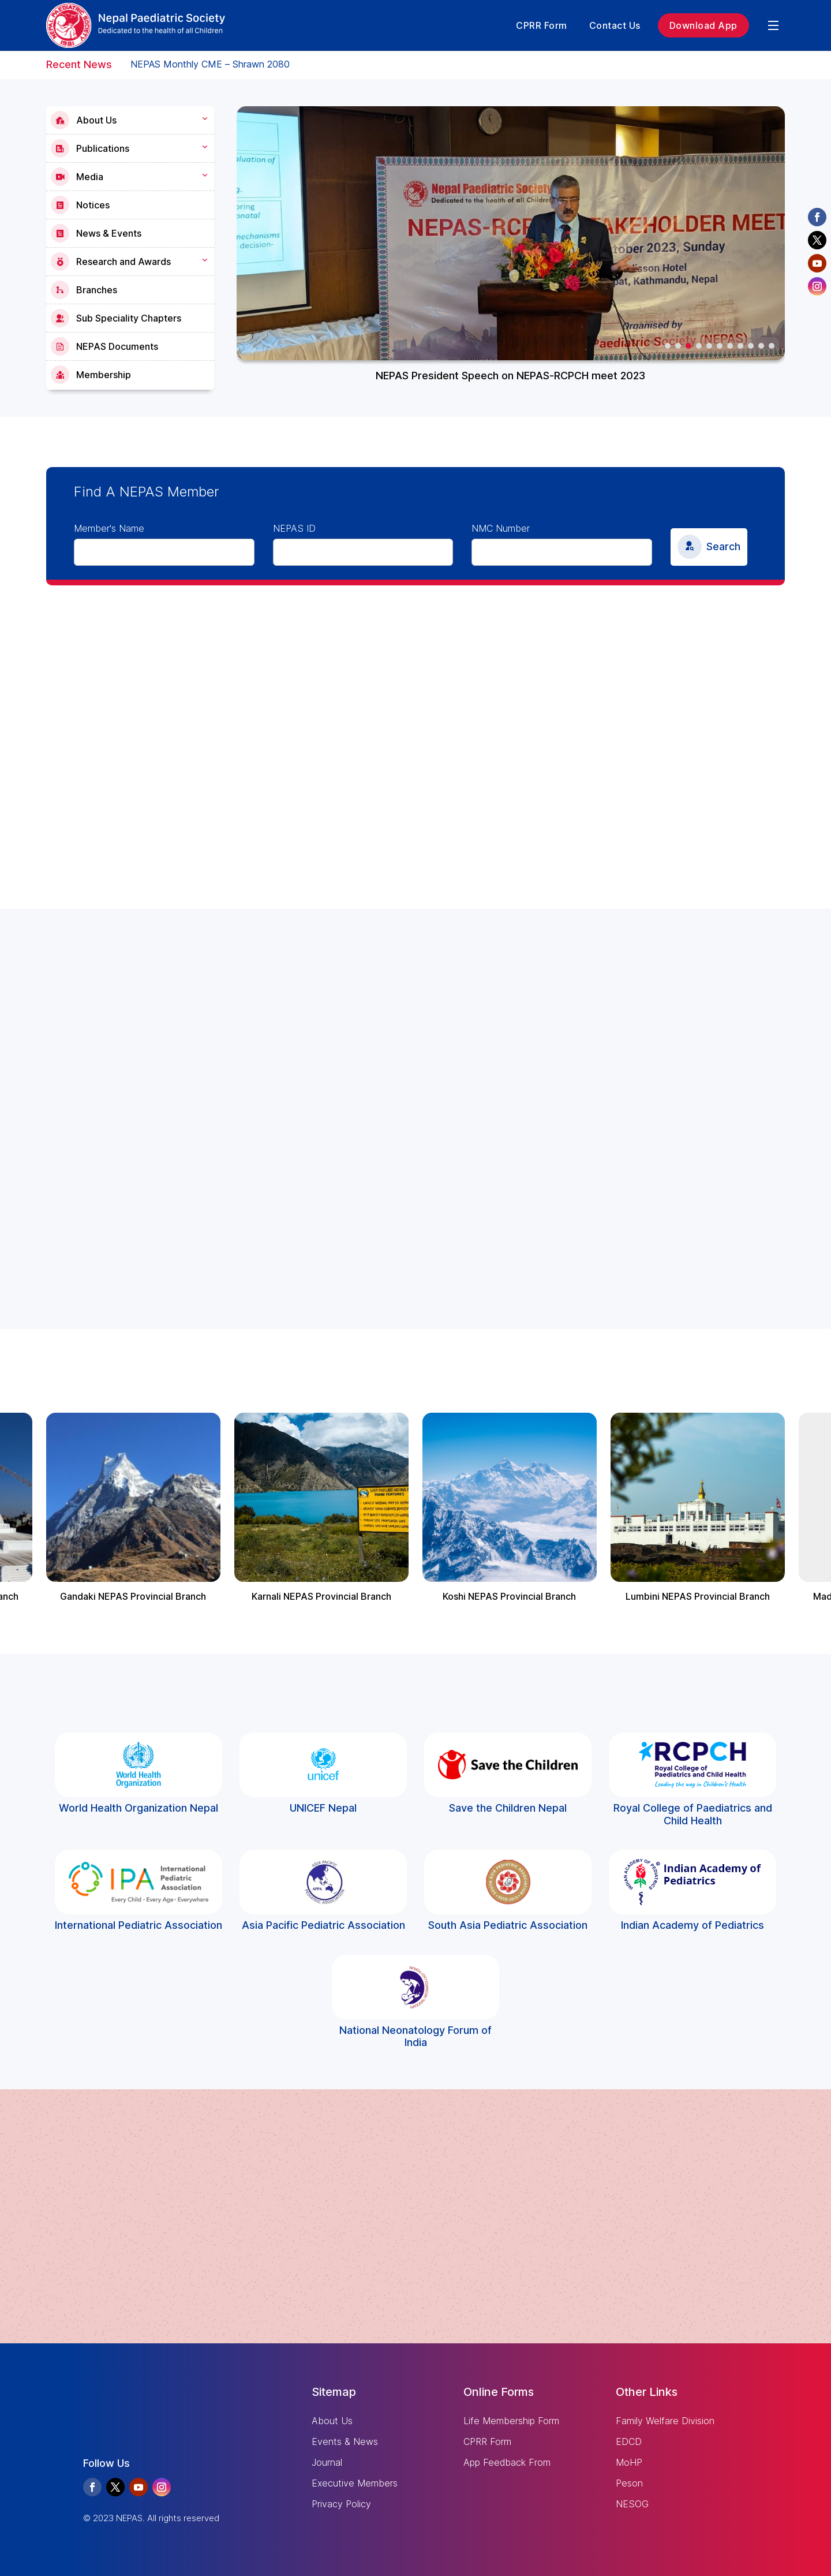 Nepal Paediatric Society
Dedicated to the health of all Children
CPRR Form
Contact Us
Download App
Recent News
NEPAS Monthly CME – Shrawn 2080
About Us
Publications
Media
Notices
News & Events
Research and Awards
Branches
Sub Speciality Chapters
NEPAS Documents
Membership
Nepal Paediatric Society
Dedicated to the health of all Children
NEPAS-RCP
STAKEHOLDER MEET
tober 2023, Sunday
isson Hotel
pat, Kathmandu, Nepal
Organised by
Paediatric Society (NEPAS)
NEPAS President Speech on NEPAS-RCPCH meet 2023
Find A NEPAS Member
Member's Name
NEPAS ID
NMC Number
Search
anch
Gandaki NEPAS Provincial Branch
Karnali NEPAS Provincial Branch
Koshi NEPAS Provincial Branch
Lumbini NEPAS Provincial Branch
Mad
World Health
Organization
World Health Organization Nepal
unicef
UNICEF Nepal
Save the Children
Save the Children Nepal
RCPCH
Royal College of
Paediatrics and Child Health
Leading the way in Children's Health
Royal College of Paediatrics and
Child Health
IPA
International
Pediatric
Association
Every Child • Every Age • Everywhere
International Pediatric Association
Asia Pacific Pediatric Association
South Asia Pediatric Association
Indian Academy of
Pediatrics
Indian Academy of Pediatrics
National Neonatology Forum of
India
Follow Us
© 2023 NEPAS. All rights reserved
Sitemap
About Us
Events & News
Journal
Executive Members
Privacy Policy
Online Forms
Life Membership Form
CPRR Form
App Feedback From
Other Links
Family Welfare Division
EDCD
MoHP
Peson
NESOG